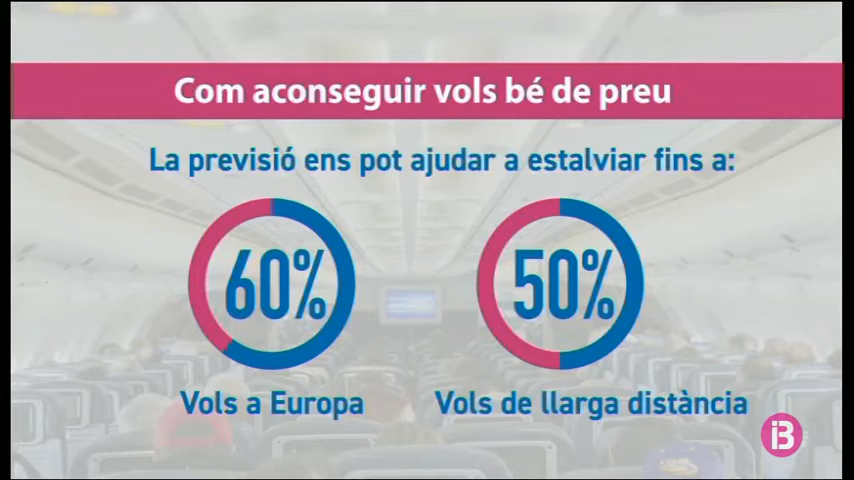 Com aconseguir vols bé de preu
La previsió ens pot ajudar a estalviar fins a:
60%
50%
Vols a Europa
Vols de llarga distància
iB3